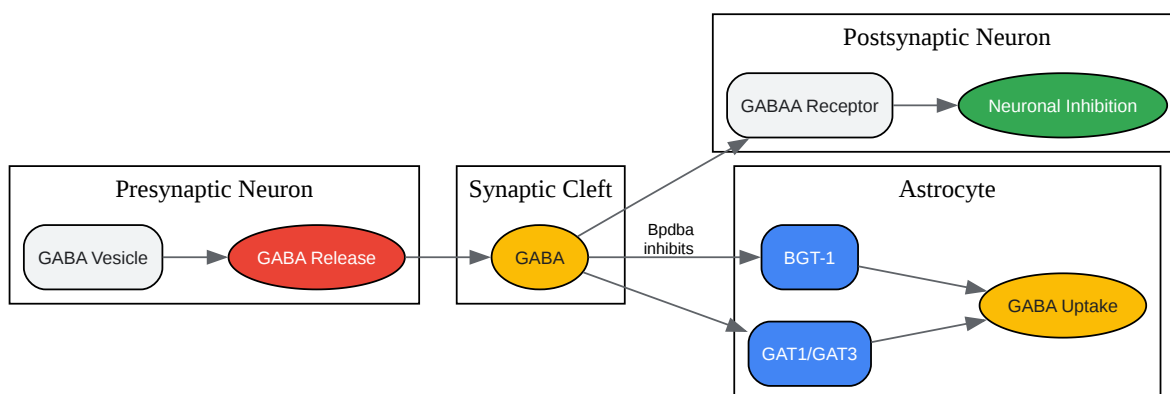 Postsynaptic Neuron
GABAA Receptor
Neuronal Inhibition
Presynaptic Neuron
GABA Vesicle
GABA Release
Synaptic Cleft
GABA
Bpdba
inhibits
Astrocyte
BGT-1
GABA Uptake
GAT1/GAT3